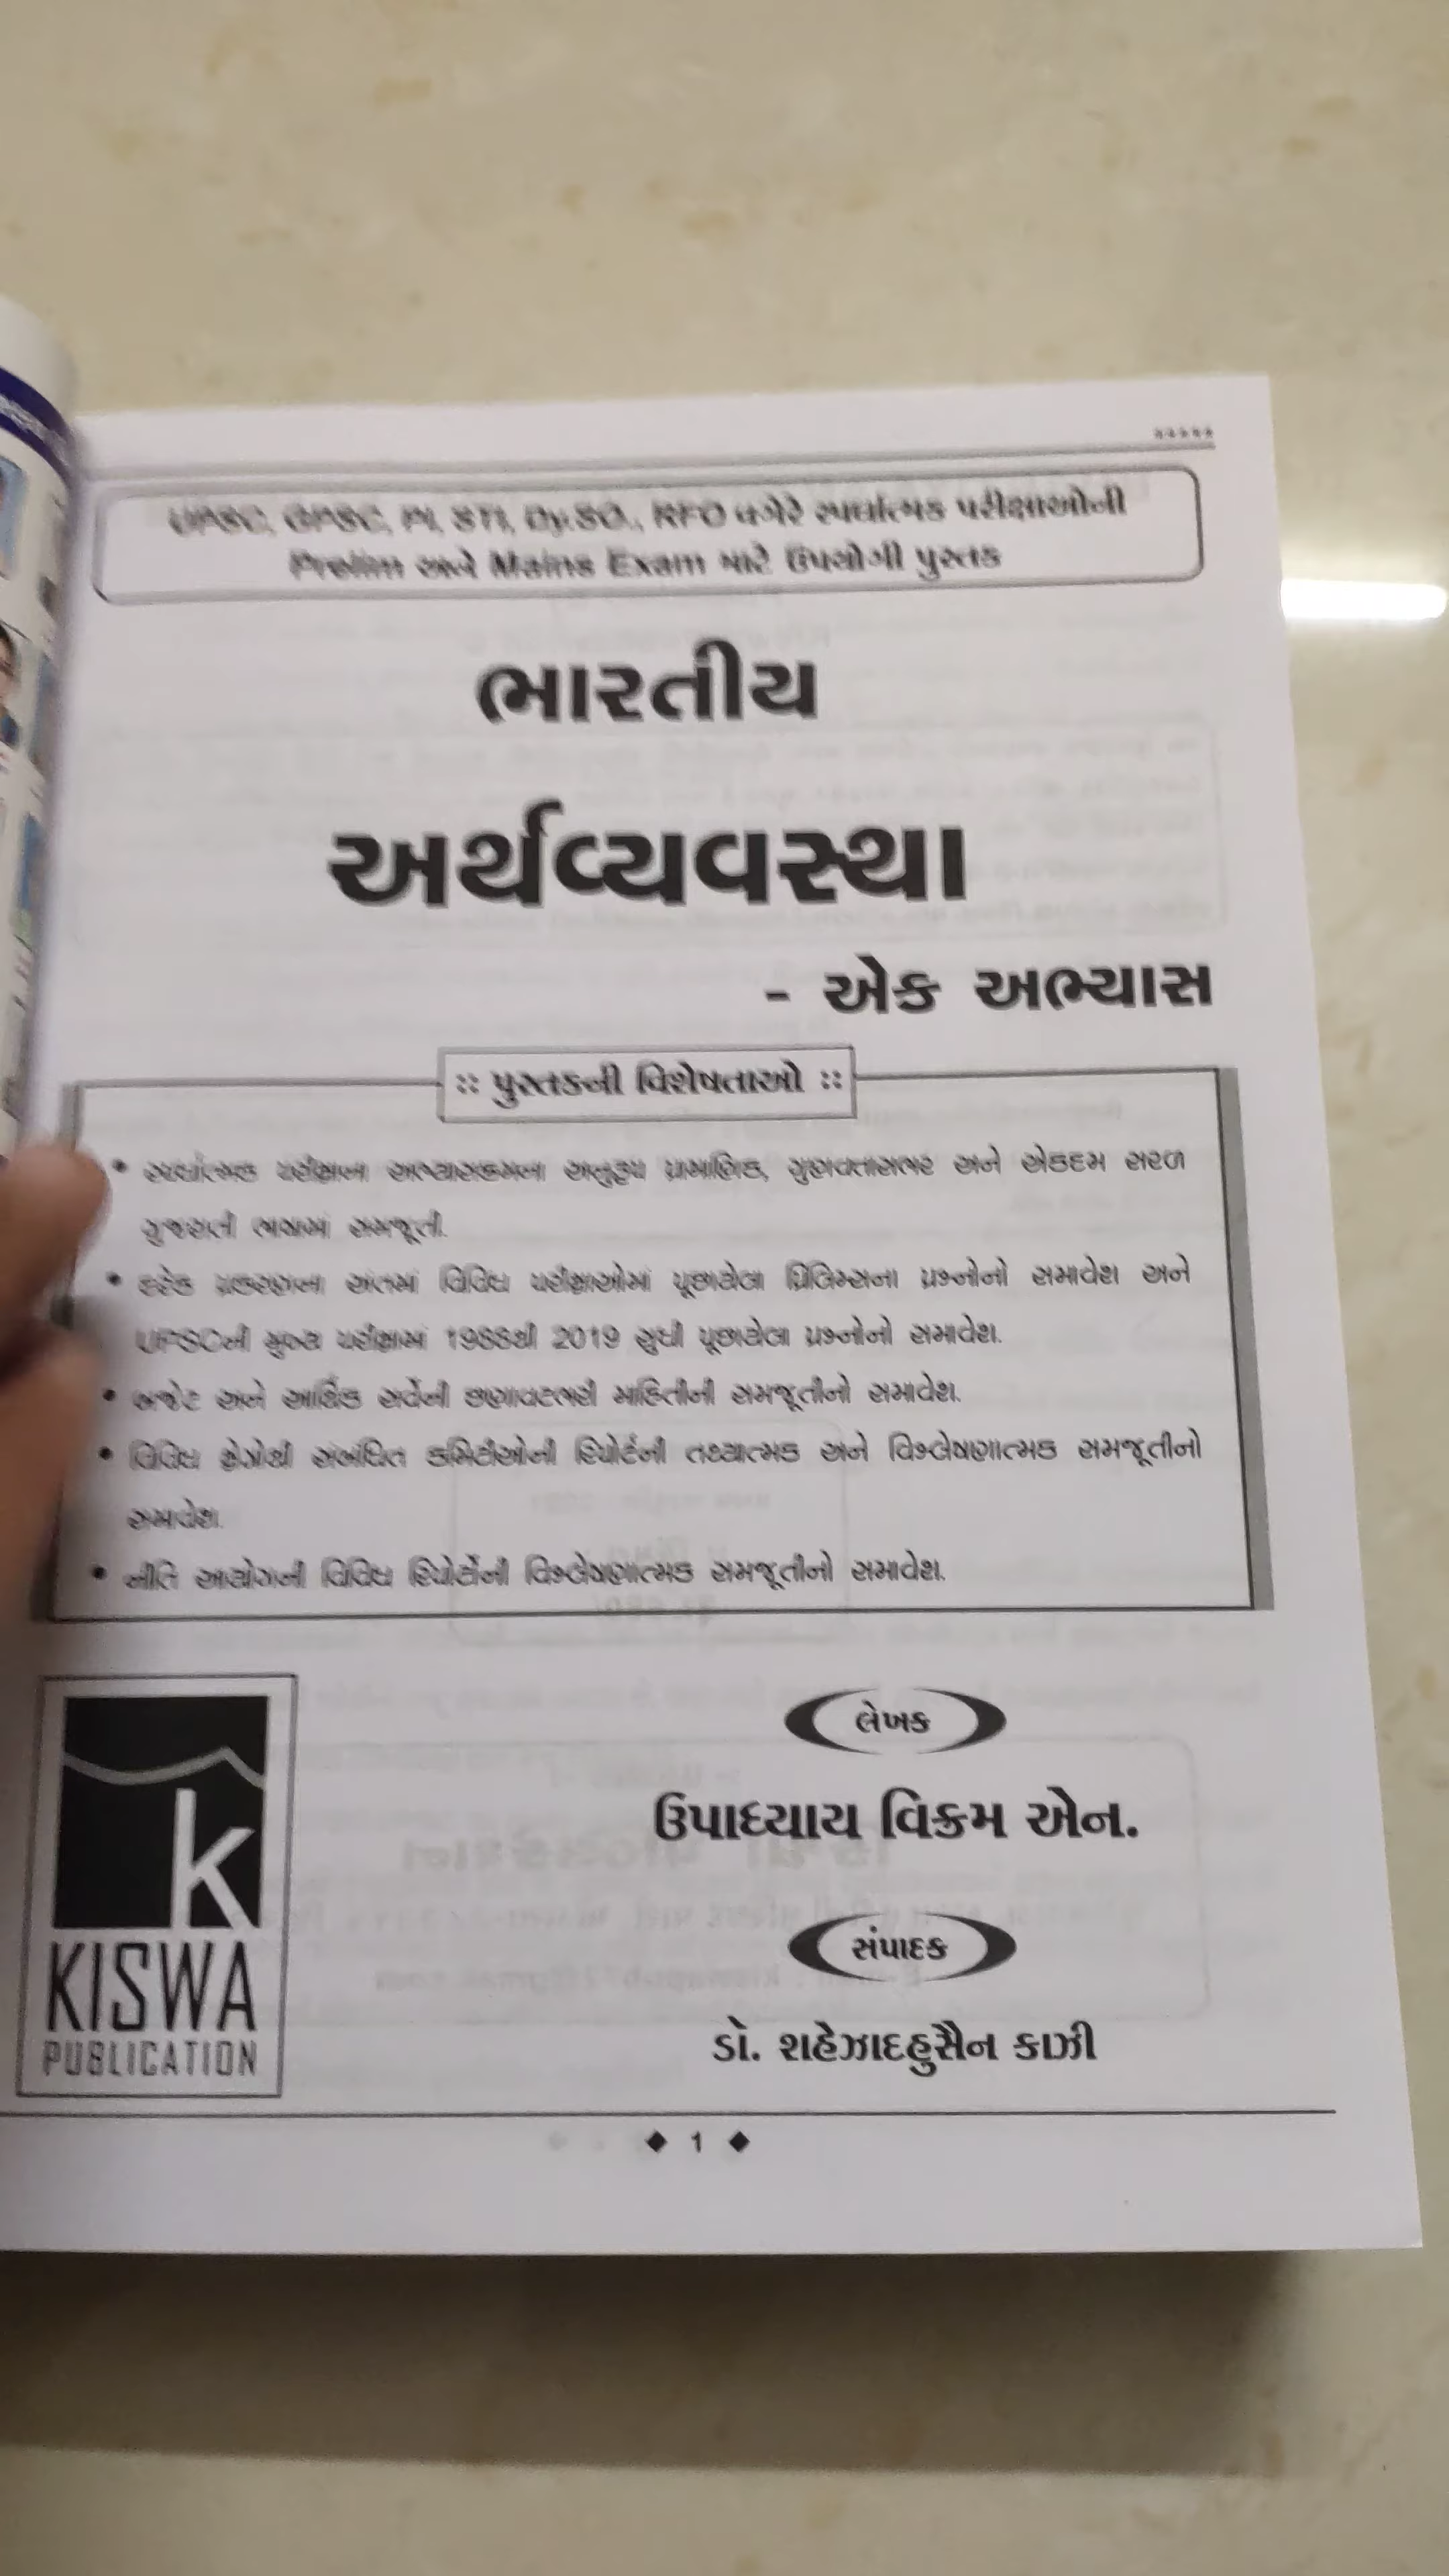 UPSC, GPSC, PI, STI, Dy.SO., RFO વગેરે સ્પર્ધાત્મક પરીક્ષાઓની
Prelim અને Mains Exam માટે ઉપયોગી પુસ્તક
ભારતીય
અર્થવ્યવસ્થા
- એક અભ્યાસ
:: પુસ્તકની વિશેષતાઓ ::
• સ્પર્ધાત્મક પરીક્ષાના અભ્યાસક્રમના અનુરૂપ પ્રમાણિક, ગુણવત્તાસભર અને એકદમ સરળ
ગુજરાતી ભાષામાં સમજૂતી.
• દરેક પ્રકરણના અંતમાં વિવિધ પરીક્ષાઓમાં પૂછાયેલા પ્રિલિમ્સના પ્રશ્નોનો સમાવેશ અને
UPSCની મુખ્ય પરીક્ષામાં 1988થી 2019 સુધી પૂછાયેલા પ્રશ્નોનો સમાવેશ.
• બજેટ અને આર્થિક સર્વેની છણાવટભરી માહિતીની સમજૂતીનો સમાવેશ.
• વિવિધ ક્ષેત્રોથી સંબંધિત કમિટીઓની રિપોર્ટની તથ્યાત્મક અને વિશ્લેષણાત્મક સમજૂતીનો
સમાવેશ.
• નીતિ આયોગની વિવિધ રિપોર્ટોની વિશ્લેષણાત્મક સમજૂતીનો સમાવેશ.
લેખક
ઉપાધ્યાય વિક્રમ એન.
સંપાદક
ડૉ. શહેઝાદહુસૈન કાઝી
k
KISWA
PUBLICATION
◆ 1 ◆